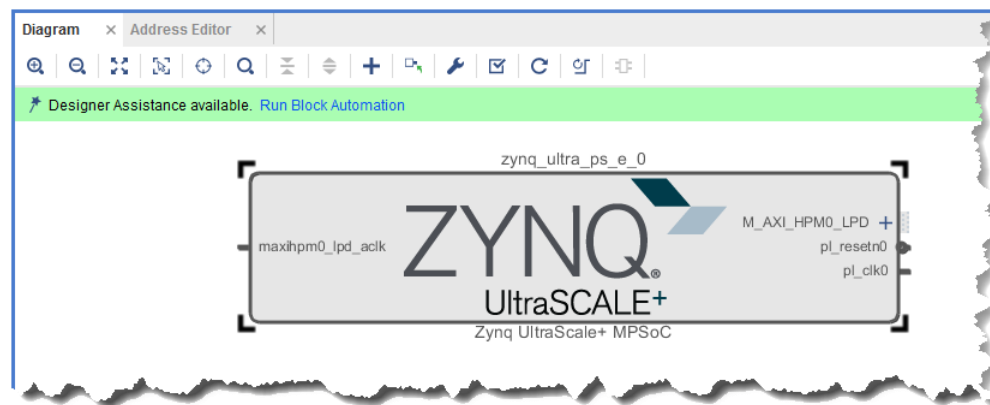 Diagram × Address Editor ×
Designer Assistance available. Run Block Automation
zynq_ultra_ps_e_0
M_AXI_HPM0_LPD
maxihpm0_lpd_aclk
pl_resetn0
pl_clk0
ZYNQ®
UltraSCALE+
Zynq UltraScale+ MPSoC